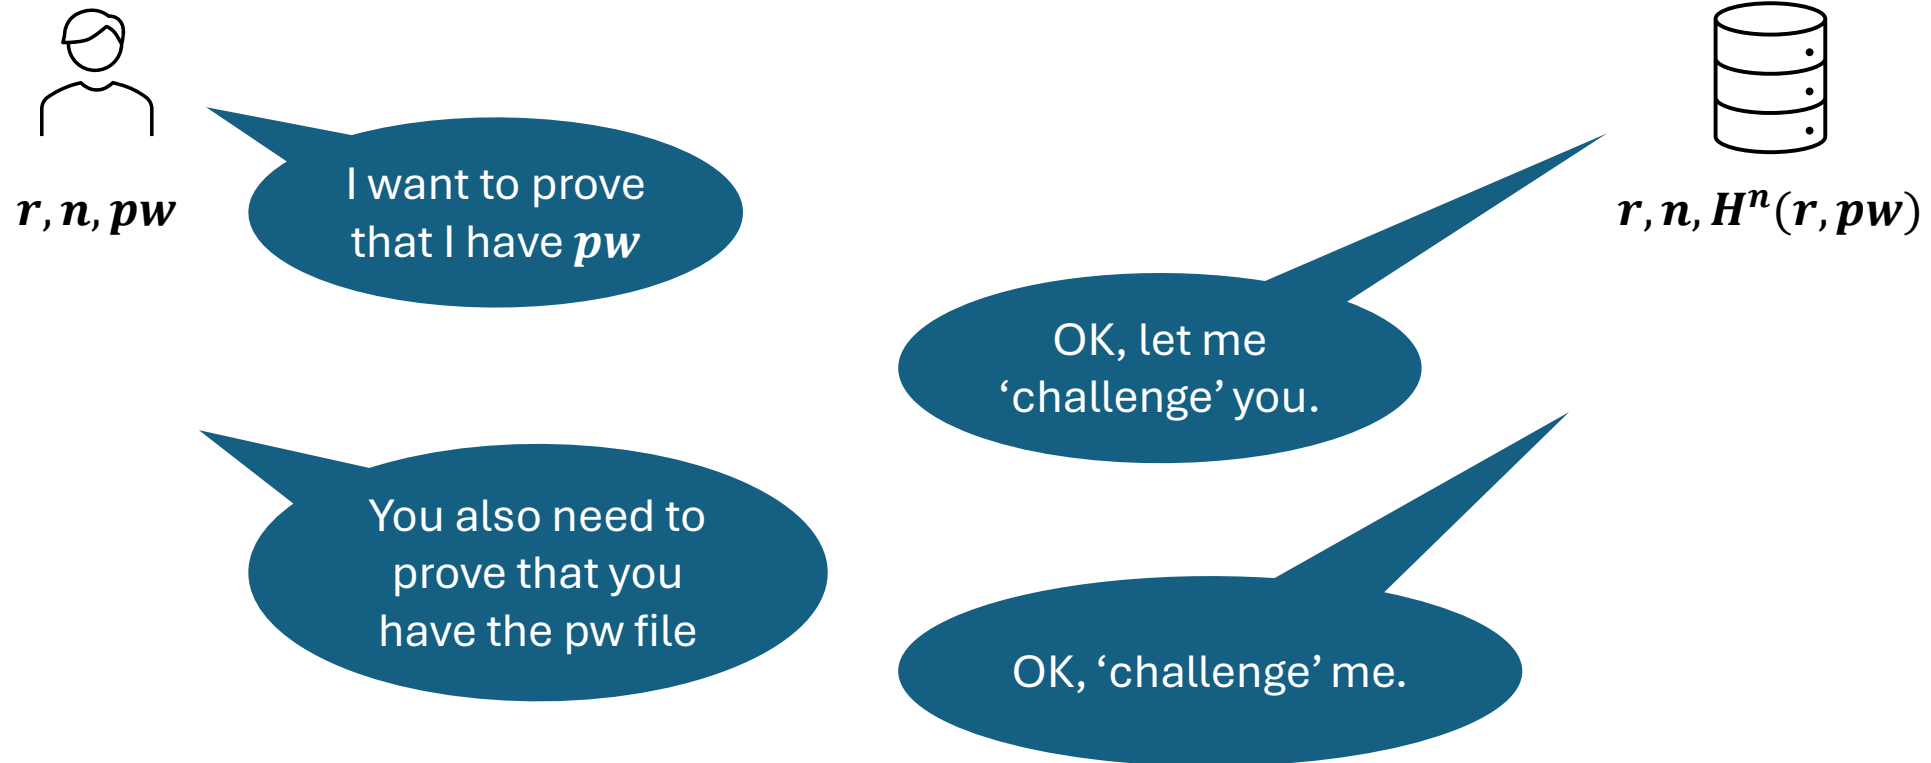 I want to prove
that I have pw
r, n, pw
r, n, Hⁿ(r, pw)
OK, let me
‘challenge’ you.
You also need to
prove that you
have the pw file
OK, ‘challenge’ me.